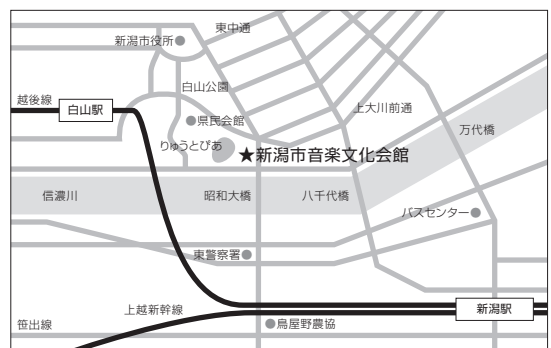 東中通
新潟市役所
白山公園
越後線
白山駅
上大川前通
県民会館
万代橋
りゅうとぴあ
★新潟市音楽文化会館
信濃川
昭和大橋
八千代橋
バスセンター
東警察署
上越新幹線
新潟駅
笹出線
鳥屋野農協